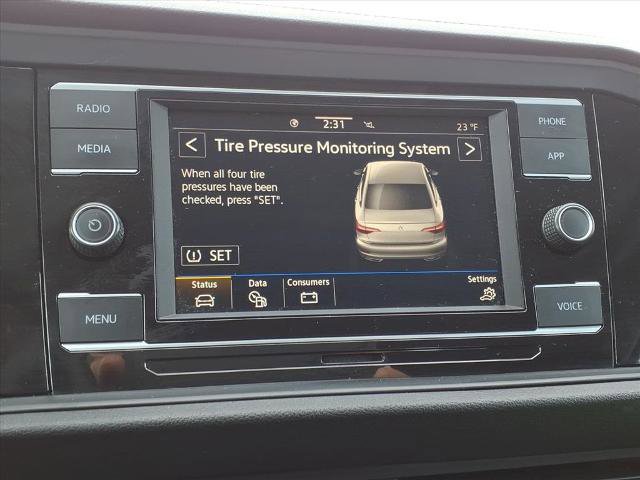 RADIO
MEDIA
MENU
PHONE
APP
VOICE
2:31
23 °F
< Tire Pressure Monitoring System >
When all four tire
pressures have been
checked, press "SET".
SET
Status
Data
Consumers
Settings